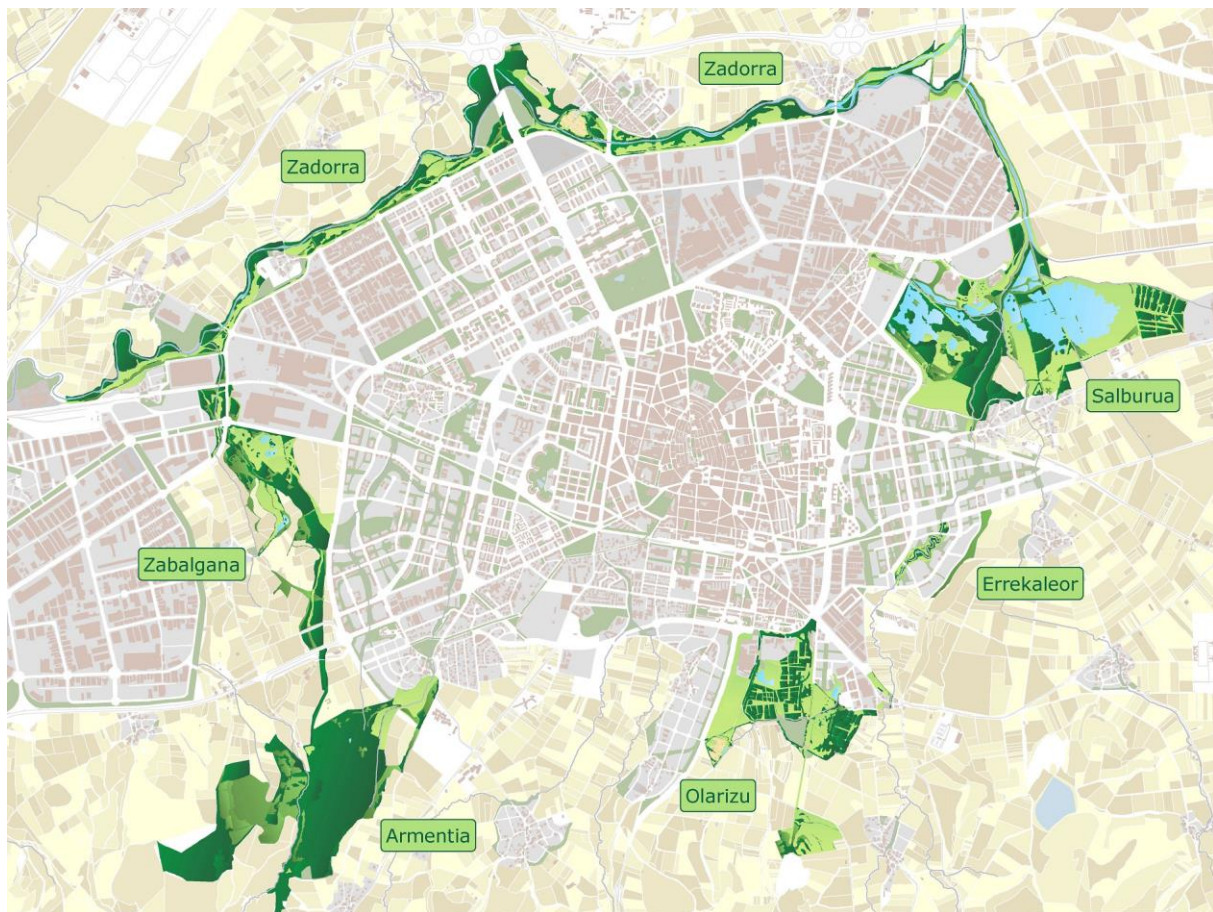 Zadorra
Zadorra
Salburua
Zabalgana
Errekaleor
Olarizu
Armentia